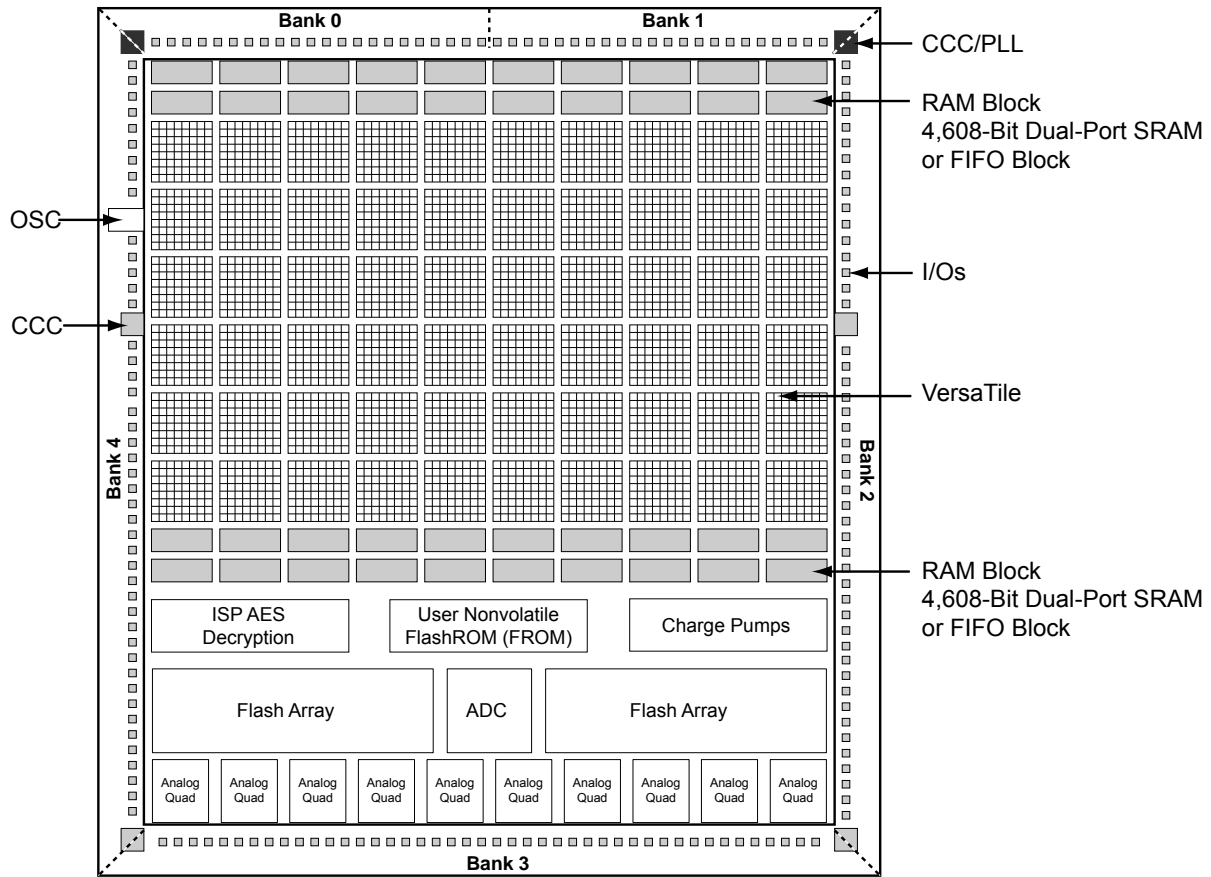 Bank 0
Bank 1
CCC/PLL
RAM Block
4,608-Bit Dual-Port SRAM
or FIFO Block
OSC
I/Os
CCC
VersaTile
Bank 4
Bank 2
RAM Block
4,608-Bit Dual-Port SRAM
or FIFO Block
ISP AES
Decryption
User Nonvolatile
FlashROM (FROM)
Charge Pumps
Flash Array
ADC
Flash Array
Analog
Quad
Analog
Quad
Analog
Quad
Analog
Quad
Analog
Quad
Analog
Quad
Analog
Quad
Analog
Quad
Analog
Quad
Analog
Quad
Bank 3